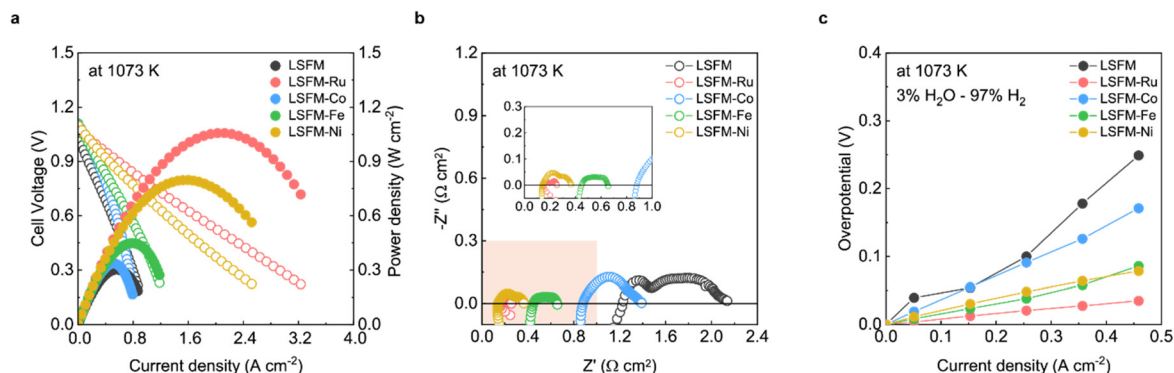 a
at 1073 K
LSFM
LSFM-Ru
LSFM-Co
LSFM-Fe
LSFM-Ni
Cell Voltage (V)
1.5
1.2
0.9
0.6
0.3
0.0
Power density (W cm-2)
1.5
1.2
0.9
0.6
0.3
0.0
0.0 0.8 1.6 2.4 3.2 4.0
Current density (A cm-2)
b
at 1073 K
LSFM
LSFM-Ru
LSFM-Co
LSFM-Fe
LSFM-Ni
-Z" (Ω cm2)
1.2
0.9
0.6
0.3
0.0
0.3
0.2
0.1
0.0
0.0 0.2 0.4 0.6 0.8 1.0
0.0 0.4 0.8 1.2 1.6 2.0 2.4
Z' (Ω cm2)
c
at 1073 K
3% H2O - 97% H2
LSFM
LSFM-Ru
LSFM-Co
LSFM-Fe
LSFM-Ni
Overpotential (V)
0.4
0.3
0.2
0.1
0.0
0.0 0.1 0.2 0.3 0.4 0.5
Current density (A cm-2)